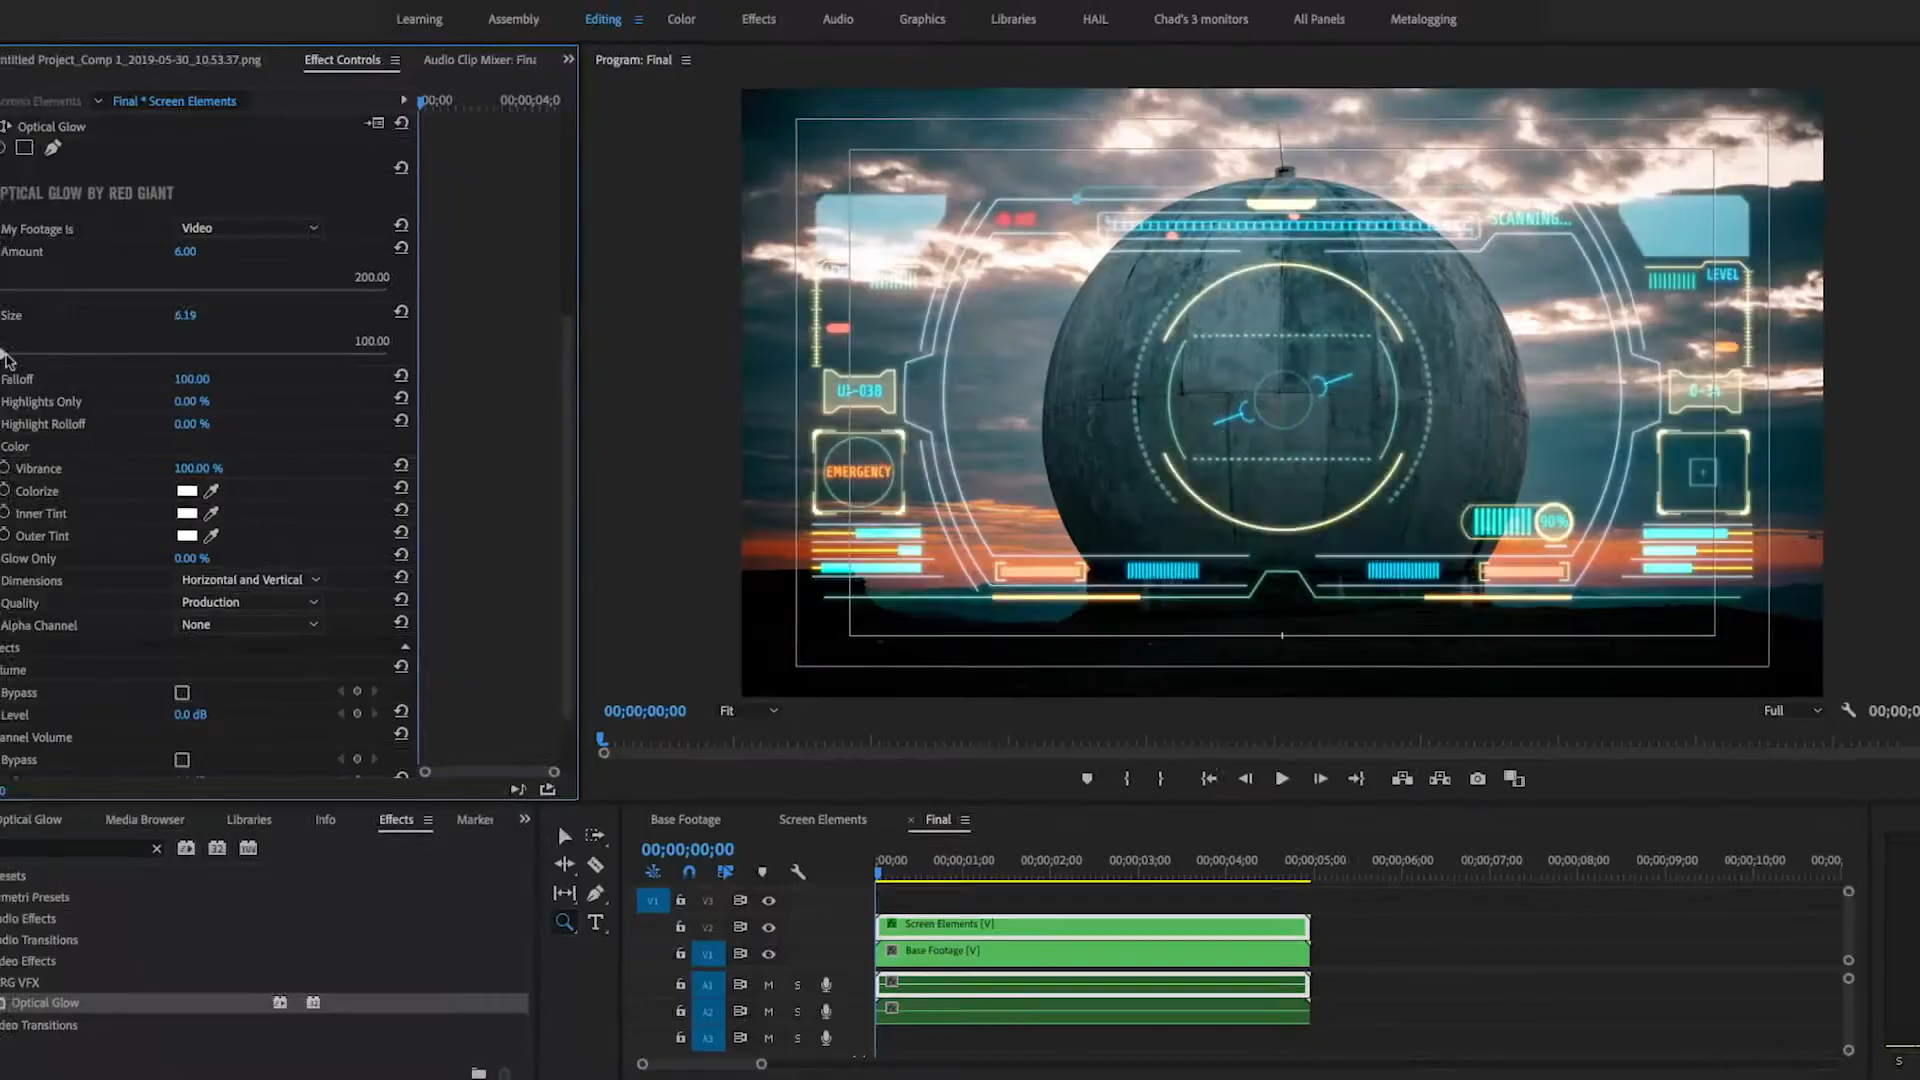 Learning
Assembly
Editing
Color
Effects
Audio
Graphics
Libraries
HAIL
Chad's 3 monitors
All Panels
Metalogging
ntitled Project_Comp 1_2019-05-30_10.53.37.png
Effect Controls
Audio Clip Mixer: Fina
Program: Final
Final * Screen Elements
00;00
00;00;04;0
Optical Glow
PTICAL GLOW BY RED GIANT
My Footage Is
Video
Amount
6.00
200.00
Size
6.19
100.00
Falloff
100.00
Highlights Only
0.00 %
Highlight Rolloff
0.00 %
Color
Vibrance
100.00 %
Colorize
Inner Tint
Outer Tint
Glow Only
0.00 %
Dimensions
Horizontal and Vertical
Quality
Production
Alpha Channel
None
ects
lume
Bypass
Level
0.0 dB
annel Volume
Bypass
SCANNING...
LEVEL
EMERGENCY
90%
00;00;00;00
Fit
Full
00;00;0
Optical Glow
Media Browser
Libraries
Info
Effects
Marker
esets
metri Presets
udio Effects
udio Transitions
deo Effects
RG VFX
Optical Glow
deo Transitions
Base Footage
Screen Elements
× Final
00;00;00;00
;00;00
00;00;01;00
00;00;02;00
00;00;03;00
00;00;04;00
00;00;05;00
00;00;06;00
00;00;07;00
00;00;08;00
00;00;09;00
00;00;10;00
00;00;
V1
V3
V2
Screen Elements [V]
V1
Base Footage [V]
A1
M
S
A2
M
S
A3
M
S
S